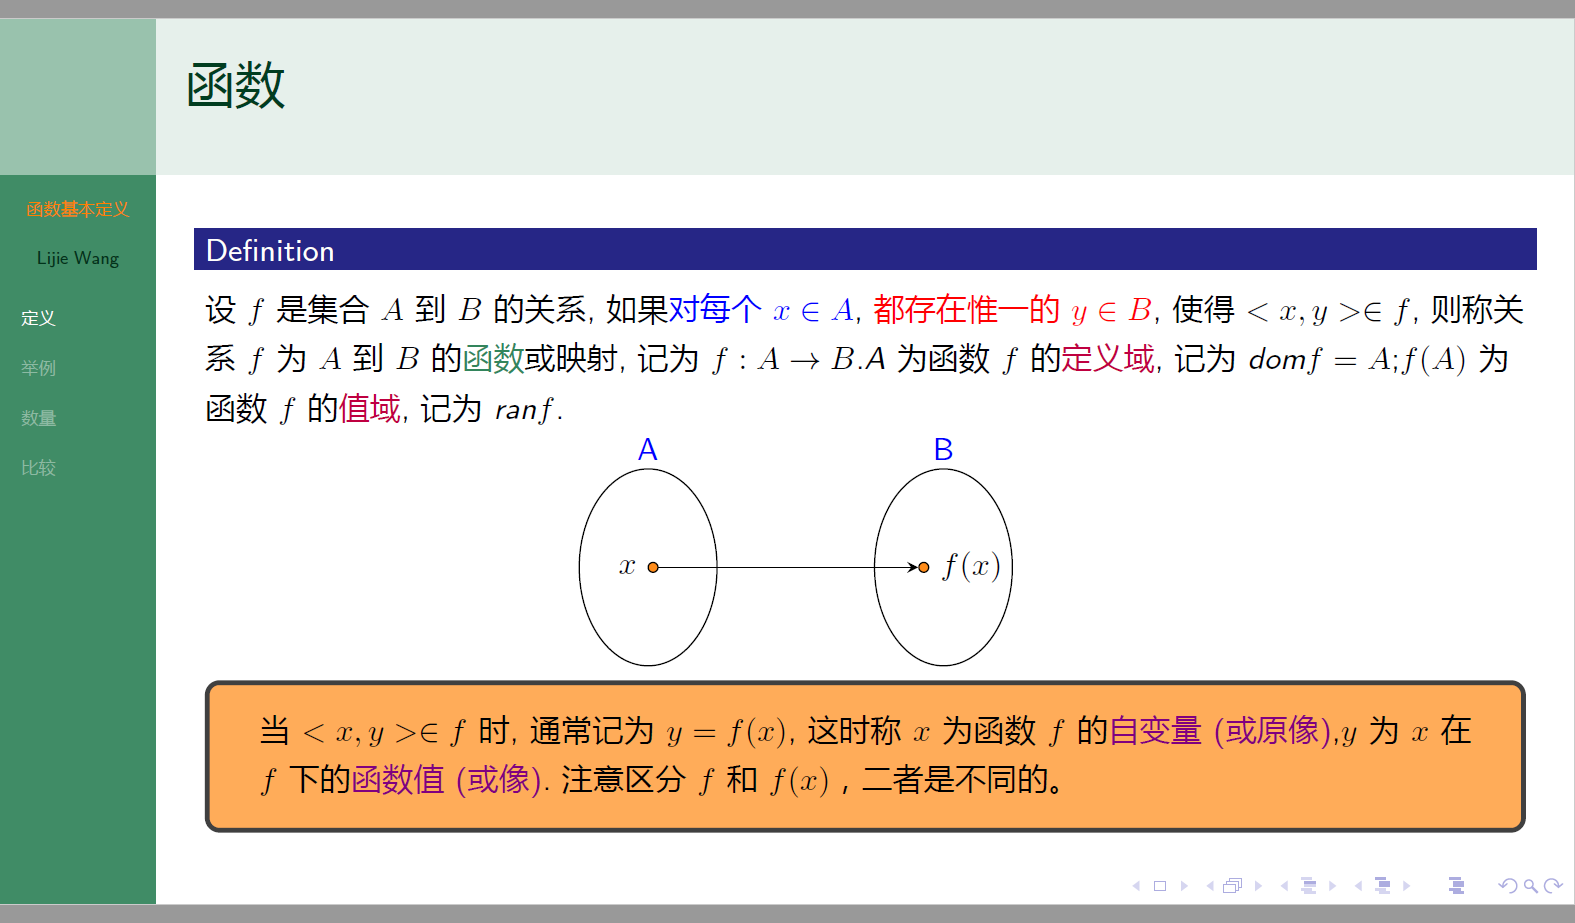 函数
函数基本定义
Lijie Wang
定义
举例
数量
比较
Definition
设 f 是集合 A 到 B 的关系, 如果对每个 x ∈ A, 都存在惟一的 y ∈ B, 使得 < x, y >∈ f, 则称关
系 f 为 A 到 B 的函数或映射, 记为 f : A → B.A 为函数 f 的定义域, 记为 domf = A;f(A) 为
函数 f 的值域, 记为 ranf.
A
B
x
f(x)
当 < x, y >∈ f 时, 通常记为 y = f(x), 这时称 x 为函数 f 的自变量 (或原像),y 为 x 在
f 下的函数值 (或像). 注意区分 f 和 f(x) , 二者是不同的。